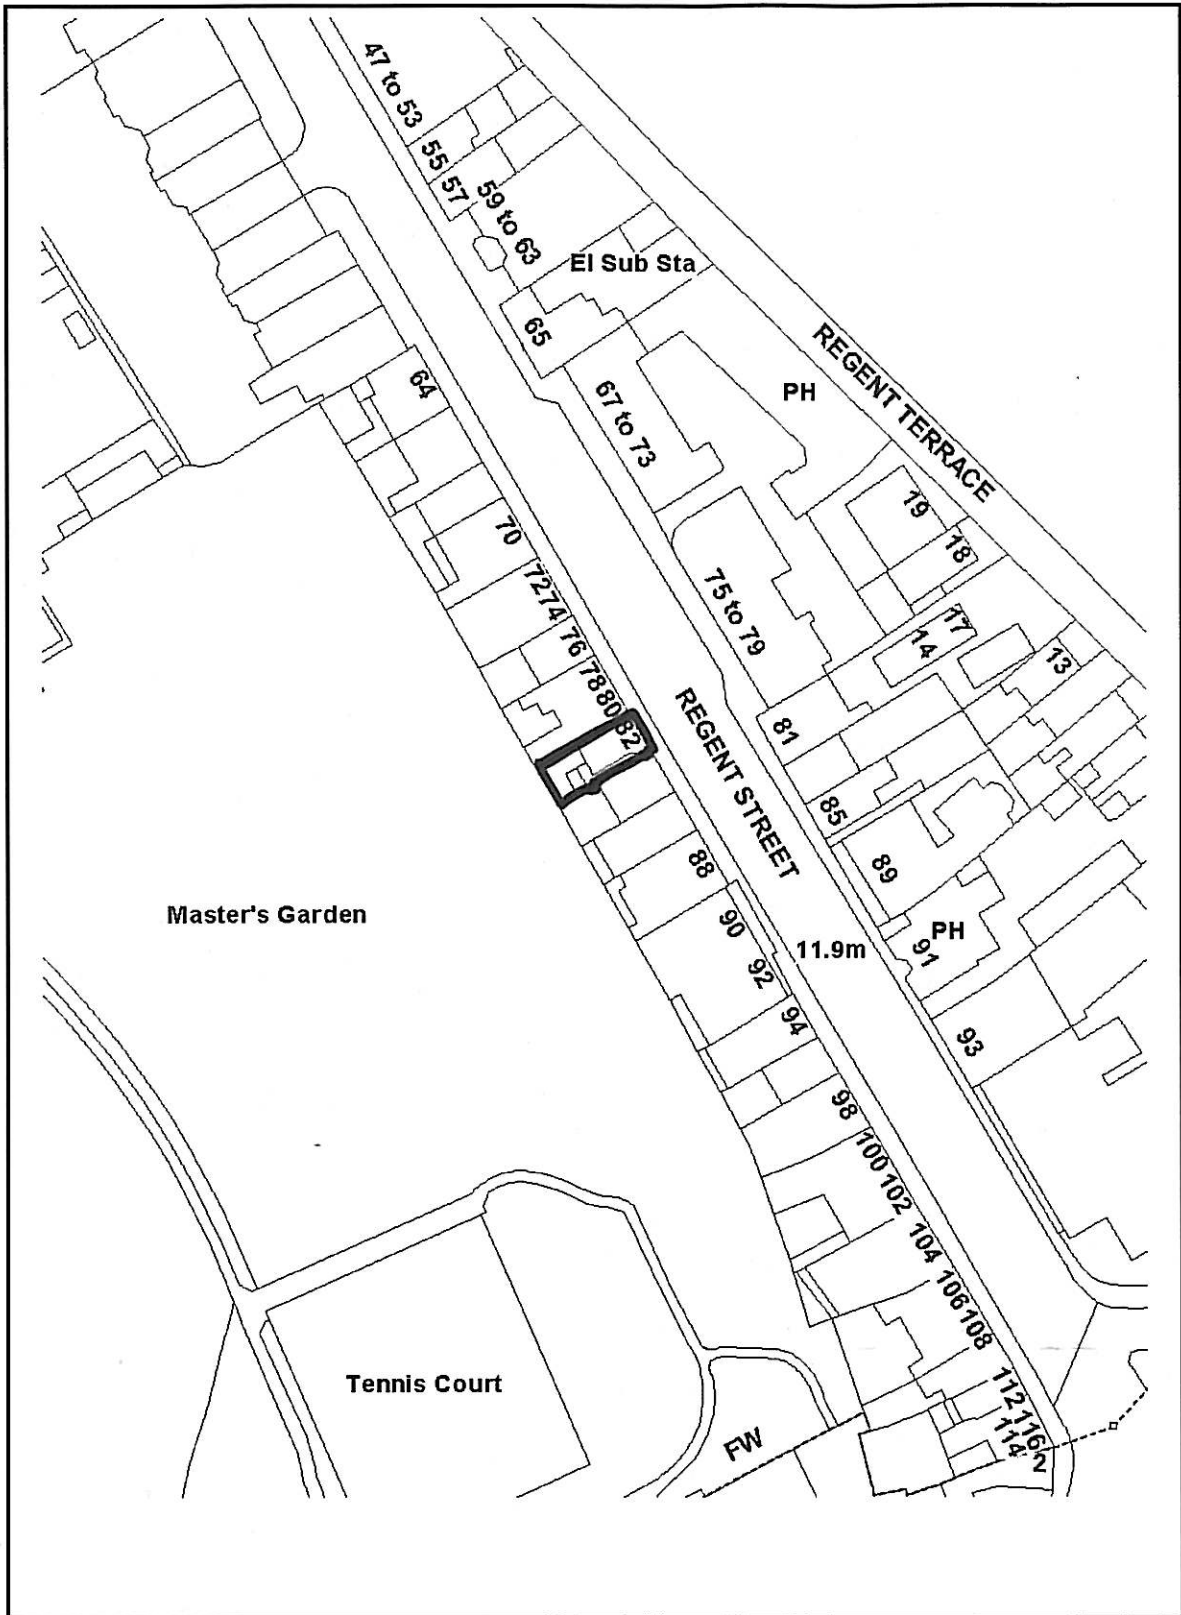 47 to 53
55
57
59 to 63
El Sub Sta
65
64
REGENT TERRACE
PH
67 to 73
70
72
74
19
18
75 to 79
76
17
14
13
78
80
82
REGENT STREET
81
85
88
89
Master's Garden
90
PH
91
11.9m
92
94
93
98
100
102
104
106
108
Tennis Court
112
116
114
2
FW